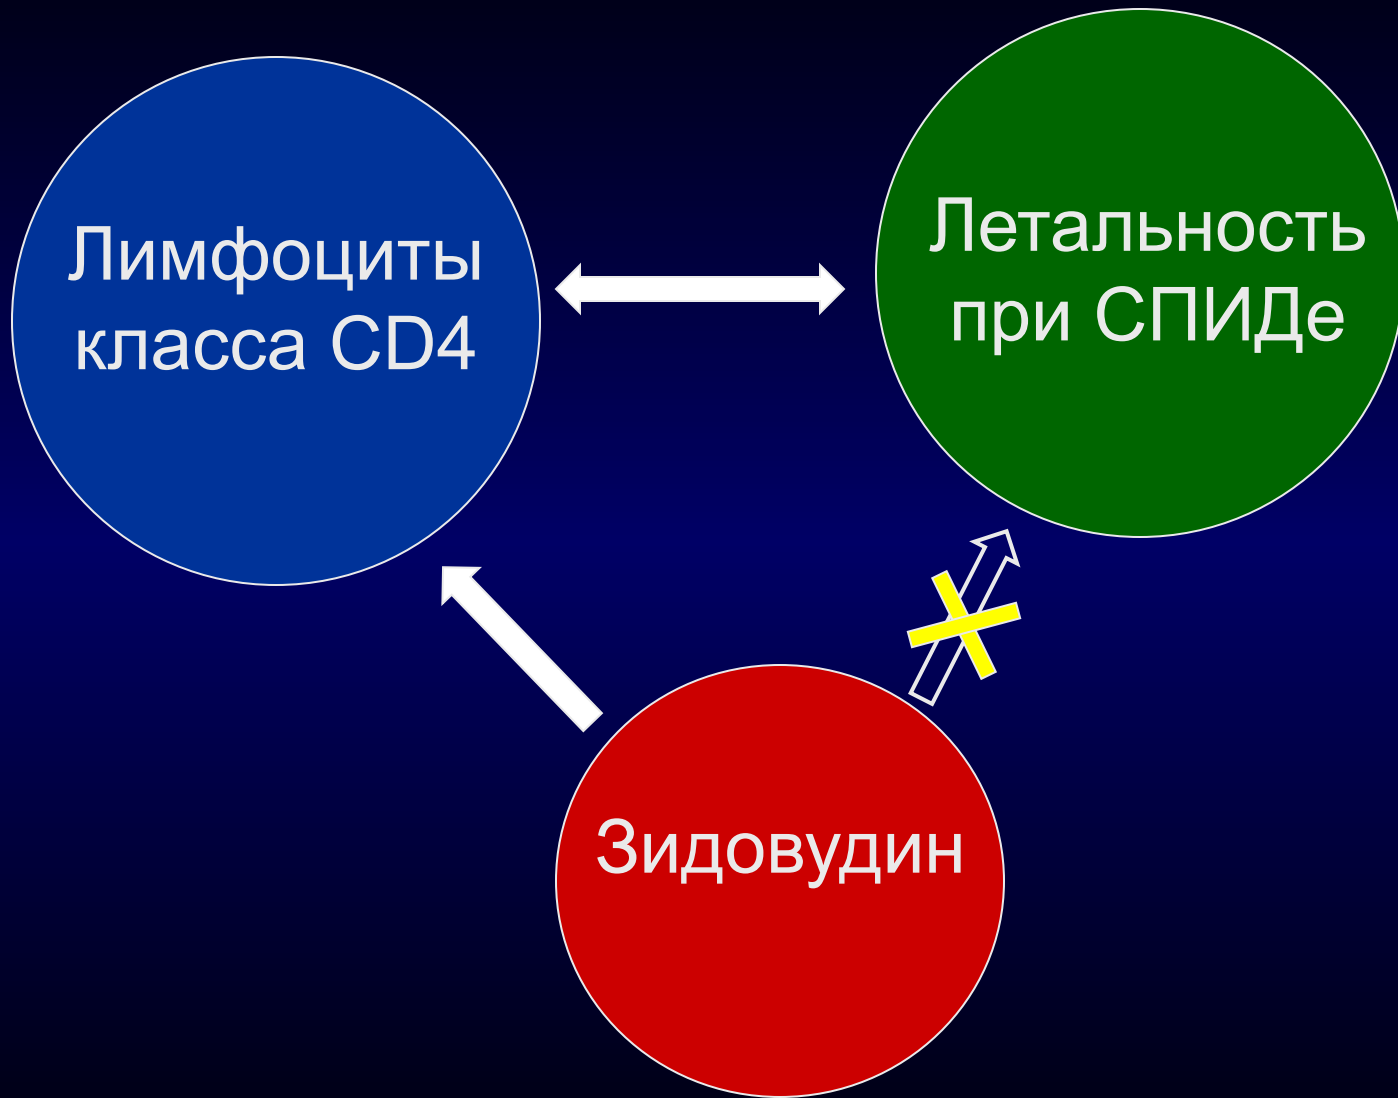 Лимфоциты
класса CD4
Летальность
при СПИДе
Зидовудин